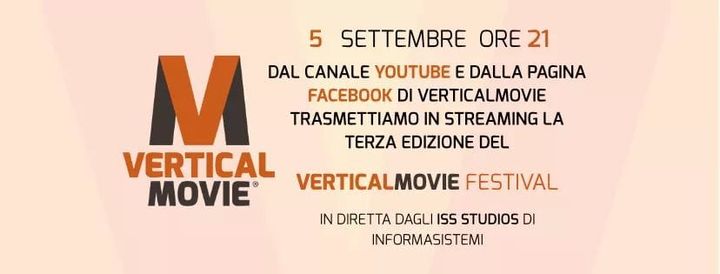 VERTICAL
MOVIE®
5 SETTEMBRE ORE 21
DAL CANALE YOUTUBE E DALLA PAGINA
FACEBOOK DI VERTICALMOVIE
TRASMETTIAMO IN STREAMING LA
TERZA EDIZIONE DEL
VERTICALMOVIE FESTIVAL
IN DIRETTA DAGLI ISS STUDIOS DI
INFORMASISTEMI